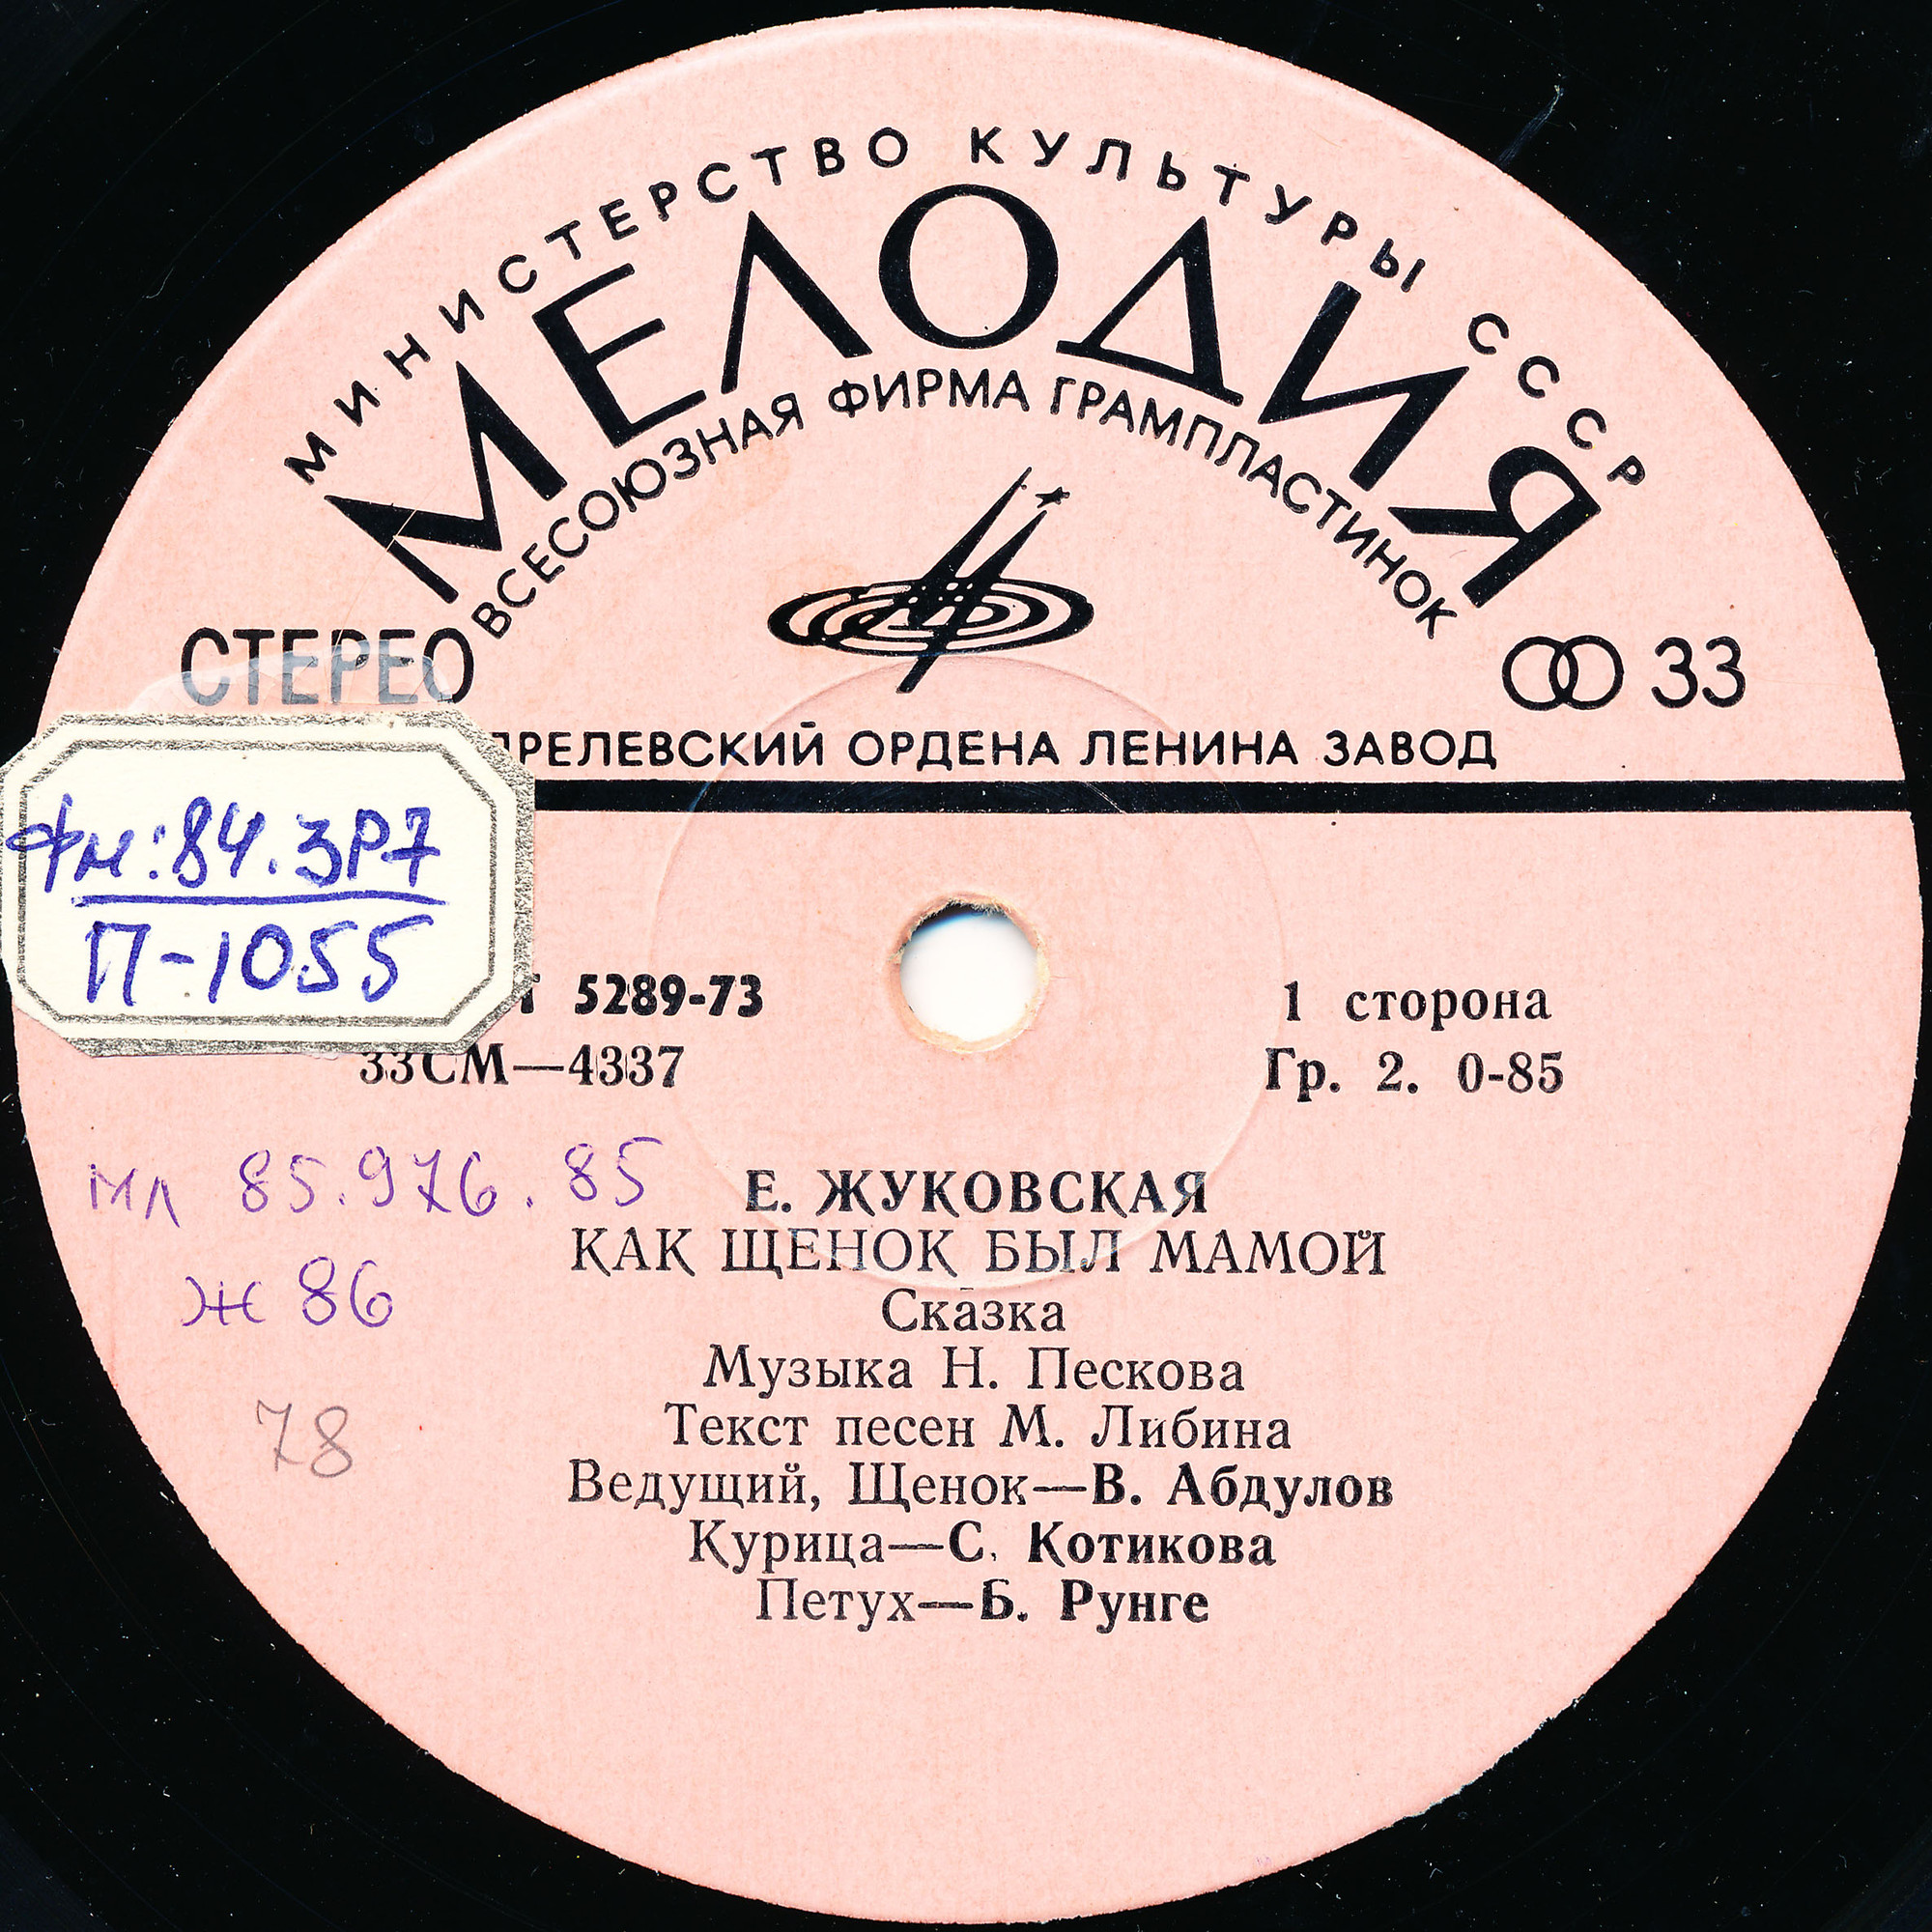 МИНИСТЕРСТВО КУЛЬТУРЫ СССР
МЕЛОДИЯ
ВСЕСОЮЗНАЯ ФИРМА ГРАМПЛАСТИНОК
СТЕРЕО
33
ПРЕЛЕВСКИЙ ОРДЕНА ЛЕНИНА ЗАВОД
Фм:84.3Р7
П-1055
Т 5289-73
1 сторона
33СМ—4337
Гр. 2. 0-85
мл 85.976.85
Ж 86
78
Е. ЖУКОВСКАЯ
КАК ЩЕНОК БЫЛ МАМОЙ
Сказка
Музыка Н. Пескова
Текст песен М. Либина
Ведущий, Щенок—В. Абдулов
Курица—С. Котикова
Петух—Б. Рунге